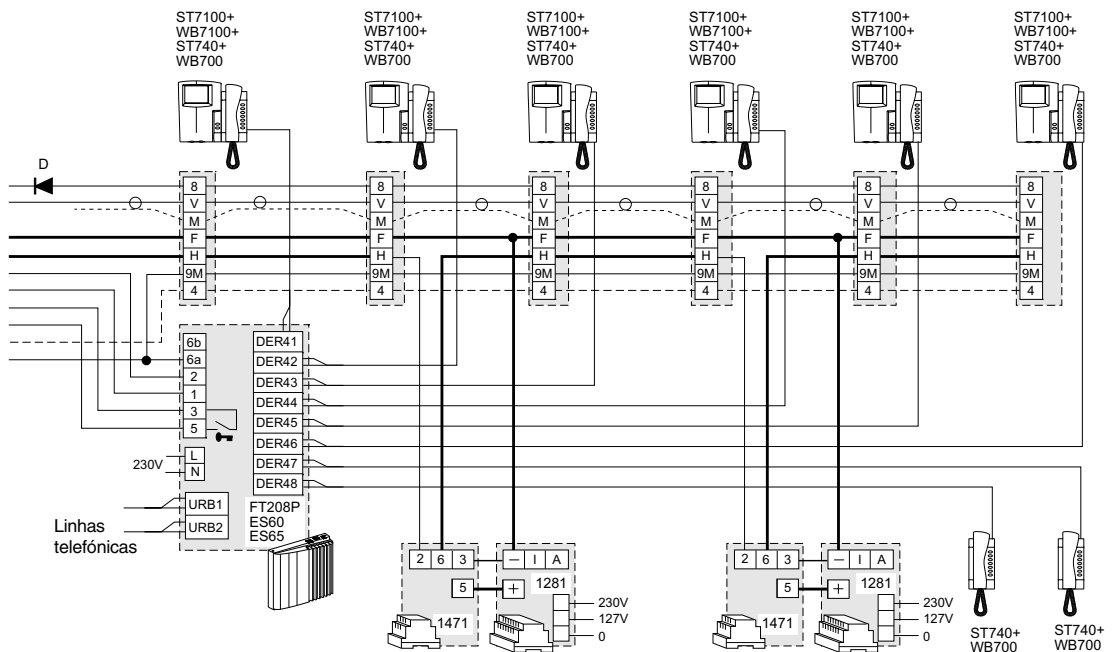 ST7100+
WB7100+
ST740+
WB700
ST7100+
WB7100+
ST740+
WB700
ST7100+
WB7100+
ST740+
WB700
ST7100+
WB7100+
ST740+
WB700
ST7100+
WB7100+
ST740+
WB700
ST7100+
WB7100+
ST740+
WB700
D
8
V
M
F
H
9M
4
8
V
M
F
H
9M
4
8
V
M
F
H
9M
4
8
V
M
F
H
9M
4
8
V
M
F
H
9M
4
8
V
M
F
H
9M
4
6b
6a
2
1
3
5
230V
L
N
URB1
URB2
Linhas
telefónicas
DER41
DER42
DER43
DER44
DER45
DER46
DER47
DER48
FT208P
ES60
ES65
2 6 3
5
1471
– I A
+
1281
230V
127V
0
2 6 3
5
1471
– I A
+
1281
230V
127V
0
ST740+
WB700
ST740+
WB700